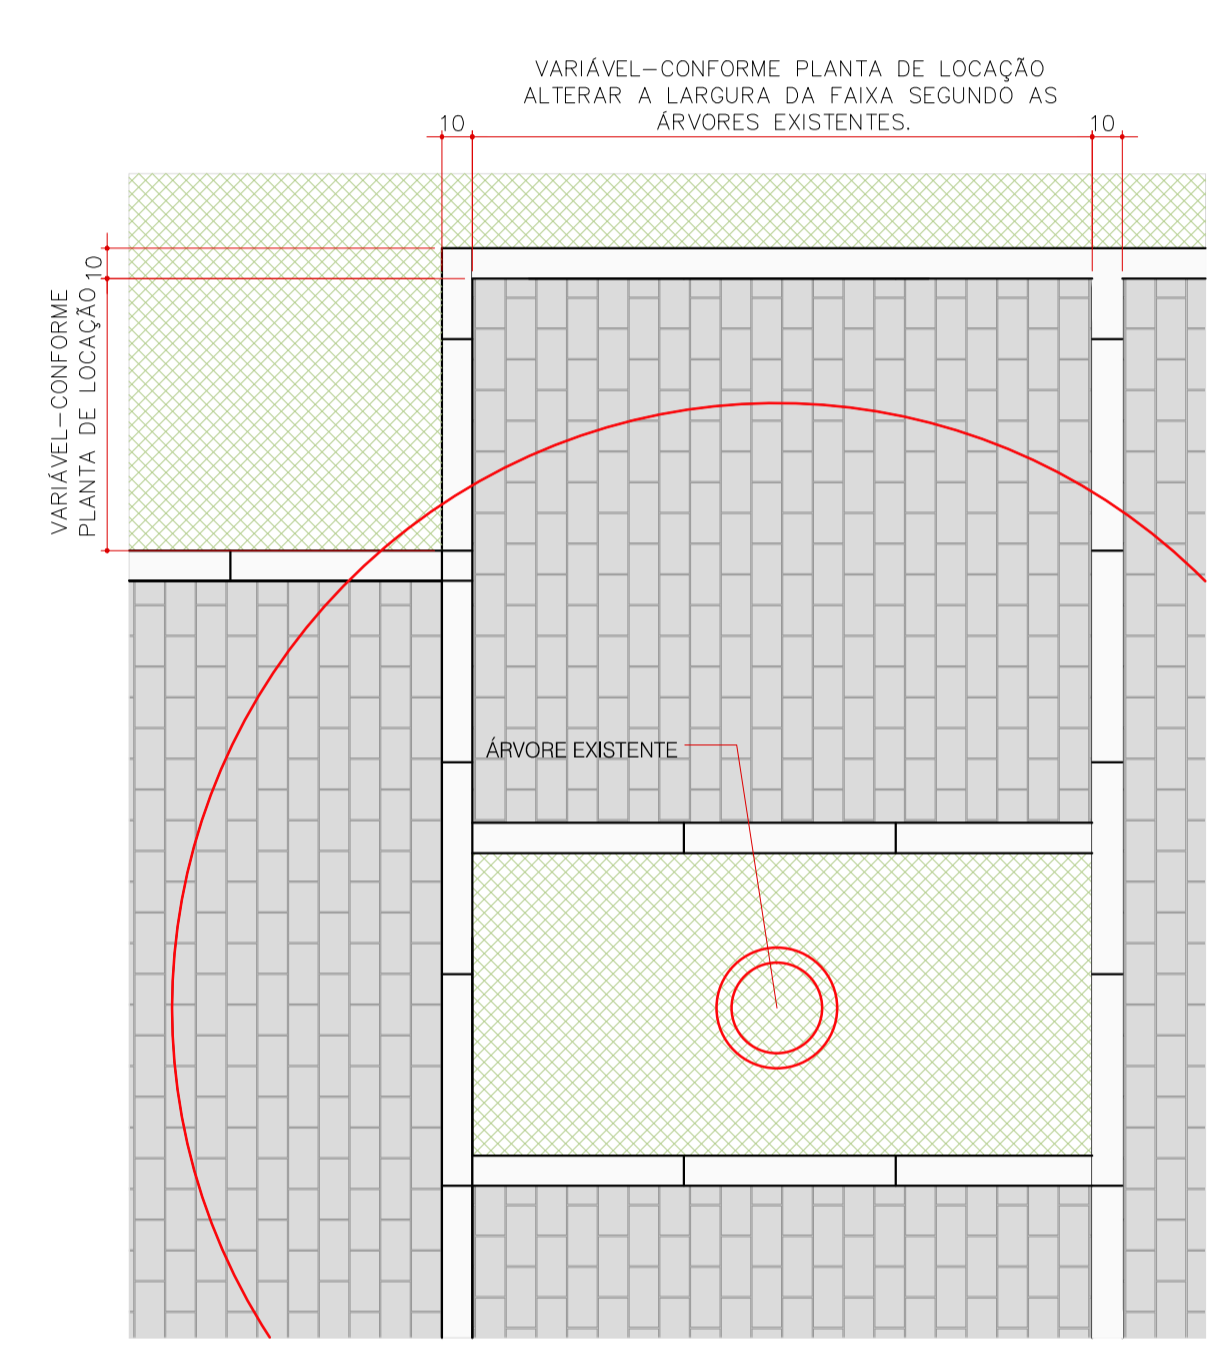 VARIÁVEL–CONFORME PLANTA DE LOCAÇÃO
ALTERAR A LARGURA DA FAIXA SEGUNDO AS
ÁRVORES EXISTENTES.
10
10
10
VARIÁVEL–CONFORME
PLANTA DE LOCAÇÃO
ÁRVORE EXISTENTE